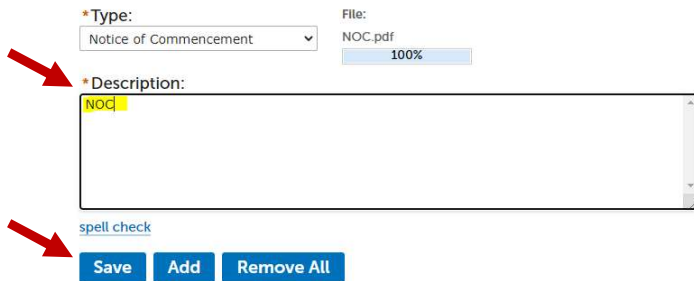 *Type:
File:
Notice of Commencement
NOC.pdf
100%
*Description:
NOC
spell check
Save Add Remove All